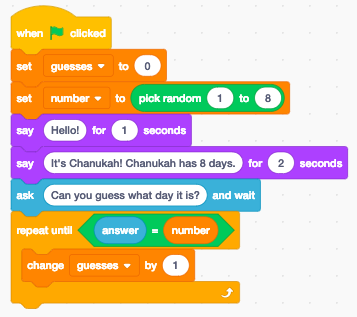 when clicked
set guesses to 0
set number to pick random 1 to 8
say Hello! for 1 seconds
say It's Chanukah! Chanukah has 8 days. for 2 seconds
ask Can you guess what day it is? and wait
repeat until answer = number
change guesses by 1